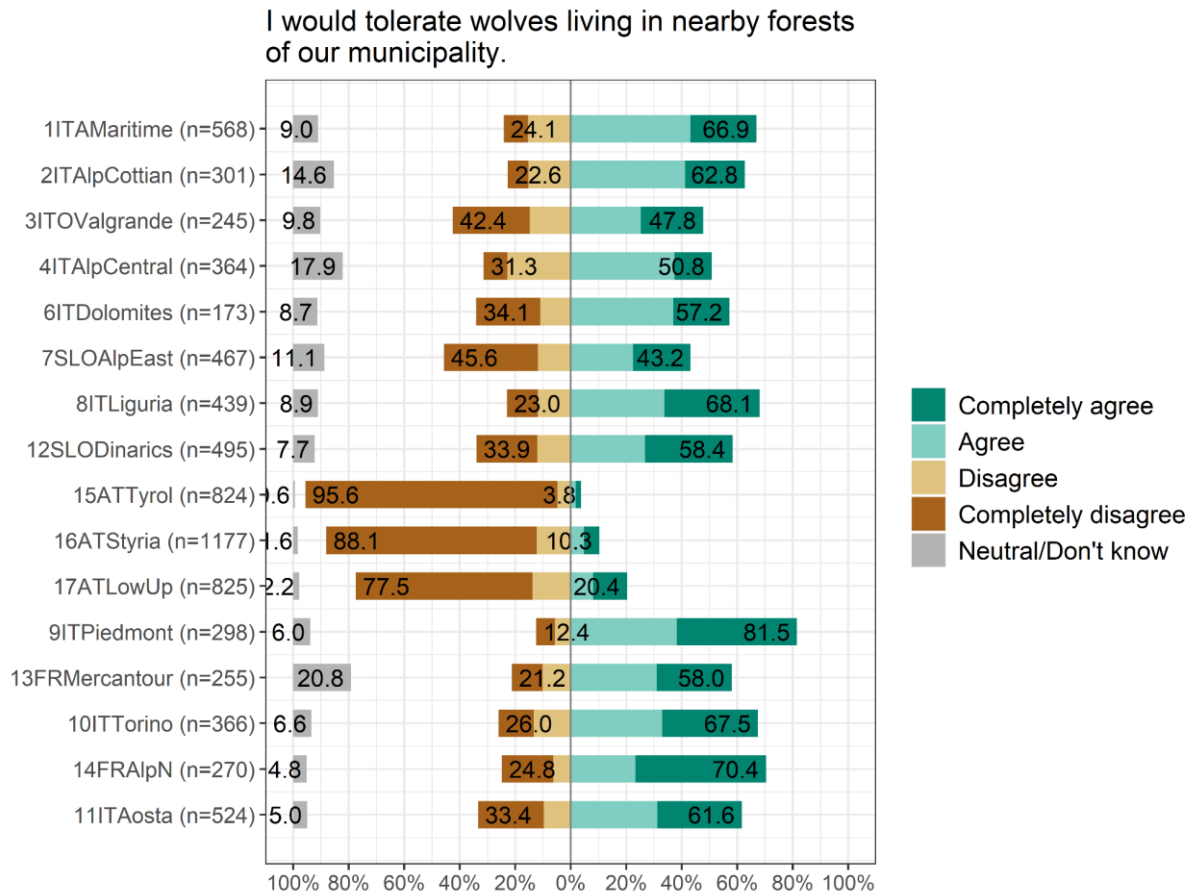 I would tolerate wolves living in nearby forests
of our municipality.
1ITAMaritime (n=568) 9.0 24.1 66.9
2ITAlpCottian (n=301) 14.6 22.6 62.8
3ITOValgrande (n=245) 9.8 42.4 47.8
4ITAlpCentral (n=364) 17.9 31.3 50.8
6ITDolomites (n=173) 8.7 34.1 57.2
7SLOAlpEast (n=467) 11.1 45.6 43.2
8ITLiguria (n=439) 8.9 23.0 68.1
12SLODinarics (n=495) 7.7 33.9 58.4
15ATTyrol (n=824) .6 95.6 3.8
16ATStyria (n=1177) 1.6 88.1 10.3
17ATLowUp (n=825) 2.2 77.5 20.4
9ITPiedmont (n=298) 6.0 12.4 81.5
13FRMercantour (n=255) 20.8 21.2 58.0
10ITTorino (n=366) 6.6 26.0 67.5
14FRAlpN (n=270) 4.8 24.8 70.4
11ITAosta (n=524) 5.0 33.4 61.6
100% 80% 60% 40% 20% 0% 20% 40% 60% 80% 100%
Completely agree
Agree
Disagree
Completely disagree
Neutral/Don't know